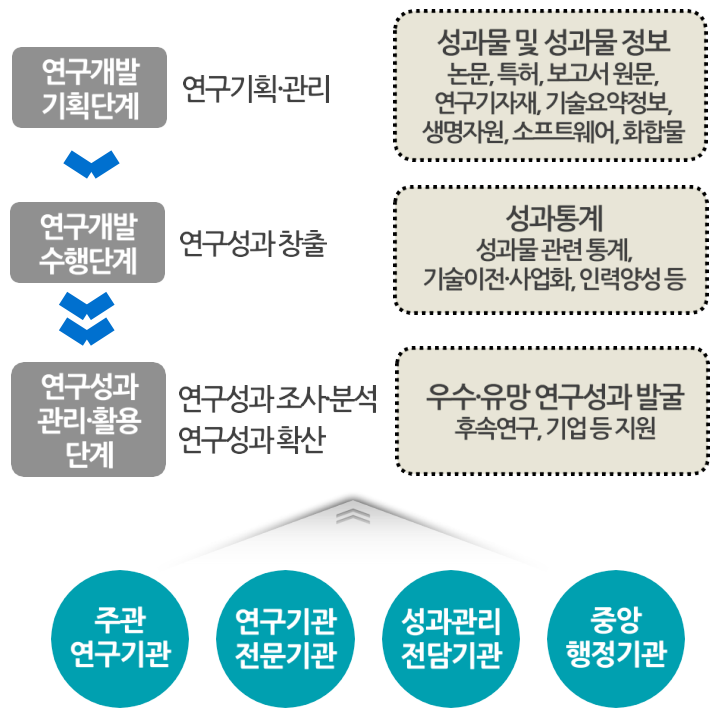 연구개발
기획단계
연구기획·관리
성과물 및 성과물 정보
논문, 특허, 보고서 원문,
연구기자재, 기술요약정보,
생명자원, 소프트웨어, 화합물
연구개발
수행단계
연구성과 창출
성과통계
성과물 관련 통계,
기술이전·사업화, 인력양성 등
연구성과
관리·활용
단계
연구성과 조사·분석
연구성과 확산
우수·유망 연구성과 발굴
후속연구, 기업 등 지원
주관
연구기관
연구기관
전문기관
성과관리
전담기관
중앙
행정기관